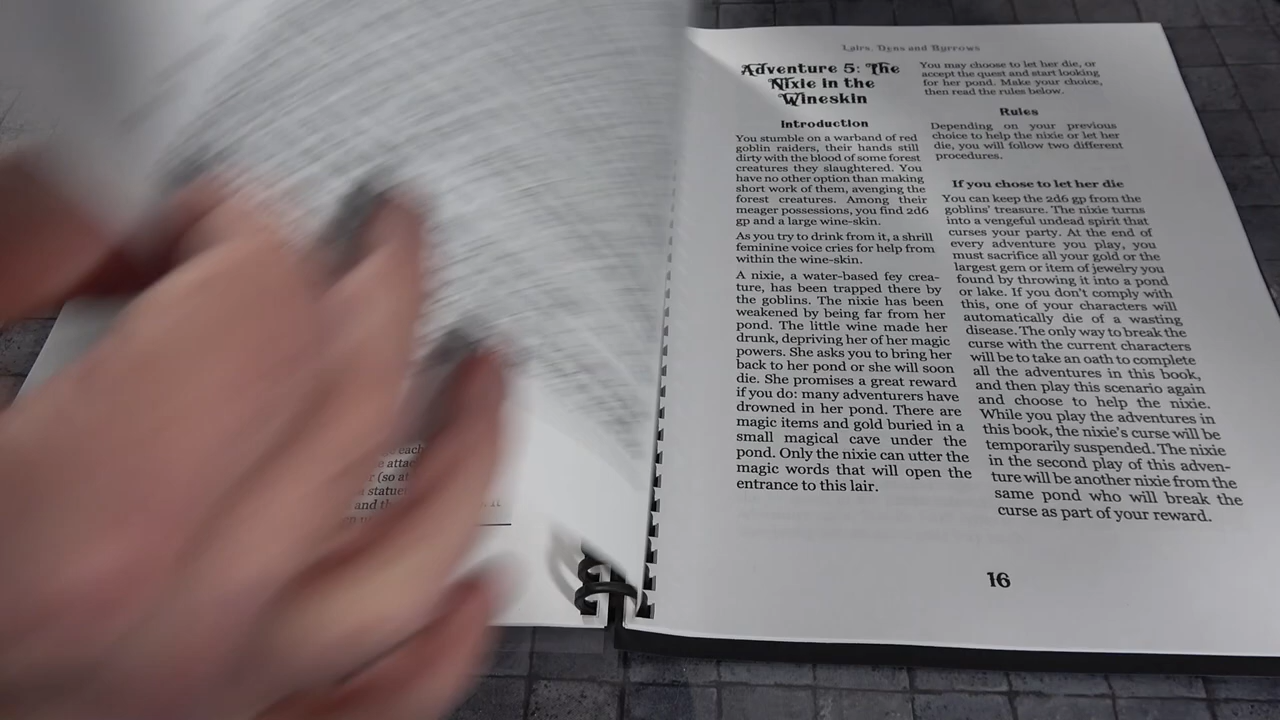 Lairs, Dens and Burrows
Adventure 5: The
Nixie in the
Wineskin
Introduction
You stumble on a warband of red
goblin raiders, their hands still
dirty with the blood of some forest
creatures they slaughtered. You
have no other option than making
short work of them, avenging the
forest creatures. Among their
meager possessions, you find 2d6
gp and a large wine-skin.
As you try to drink from it, a shrill
feminine voice cries for help from
within the wine-skin.
A nixie, a water-based fey crea-
ture, has been trapped there by
the goblins. The nixie has been
weakened by being far from her
pond. The little wine made her
drunk, depriving her of her magic
powers. She asks you to bring her
back to her pond or she will soon
die. She promises a great reward
if you do: many adventurers have
drowned in her pond. There are
magic items and gold buried in a
small magical cave under the
pond. Only the nixie can utter the
magic words that will open the
entrance to this lair.
You may choose to let her die, or
accept the quest and start looking
for her pond. Make your choice,
then read the rules below.
Rules
Depending on your previous
choice to help the nixie or let her
die, you will follow two different
procedures.
If you chose to let her die
You can keep the 2d6 gp from the
goblins' treasure. The nixie turns
into a vengeful undead spirit that
curses your party. At the end of
every adventure you play, you
must sacrifice all your gold or the
largest gem or item of jewelry you
found by throwing it into a pond
or lake. If you don't comply with
this, one of your characters will
automatically die of a wasting
disease. The only way to break the
curse with the current characters
will be to take an oath to complete
all the adventures in this book,
and then play this scenario again
and choose to help the nixie.
While you play the adventures in
this book, the nixie's curse will be
temporarily suspended. The nixie
in the second play of this adven-
ture will be another nixie from the
same pond who will break the
curse as part of your reward.
16